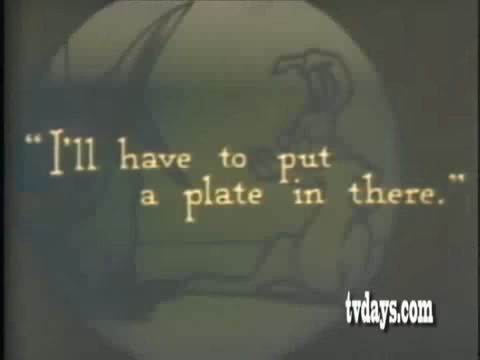 “I'll have to put
a plate in there.”
tvdays.com